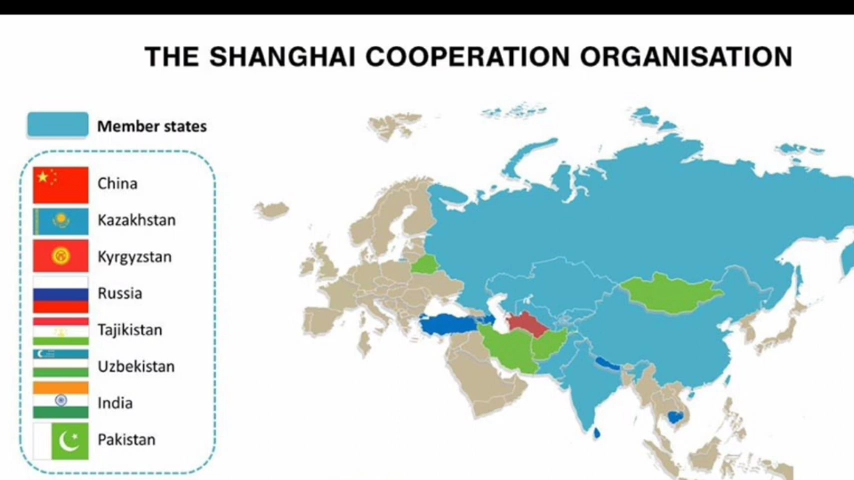 THE SHANGHAI COOPERATION ORGANISATION
Member states
China
Kazakhstan
Kyrgyzstan
Russia
Tajikistan
Uzbekistan
India
Pakistan